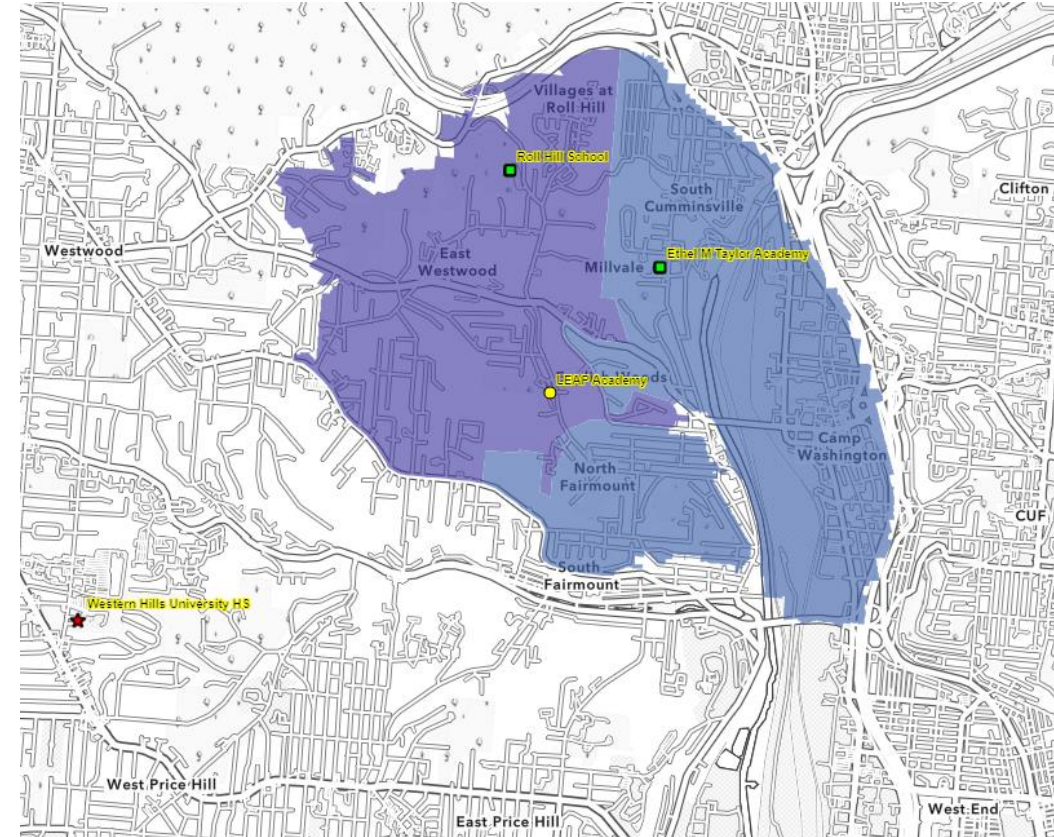 Villages at
Roll Hill
Roll Hill School
South
Cumminsville
Clifton
Westwood
East
Westwood
Millvale
Ethel M Taylor Academy
LEAP Academy
Woods
Camp
Washington
North
Fairmount
CUF
South
Fairmount
Western Hills University HS
West Price Hill
East Price Hill
West End